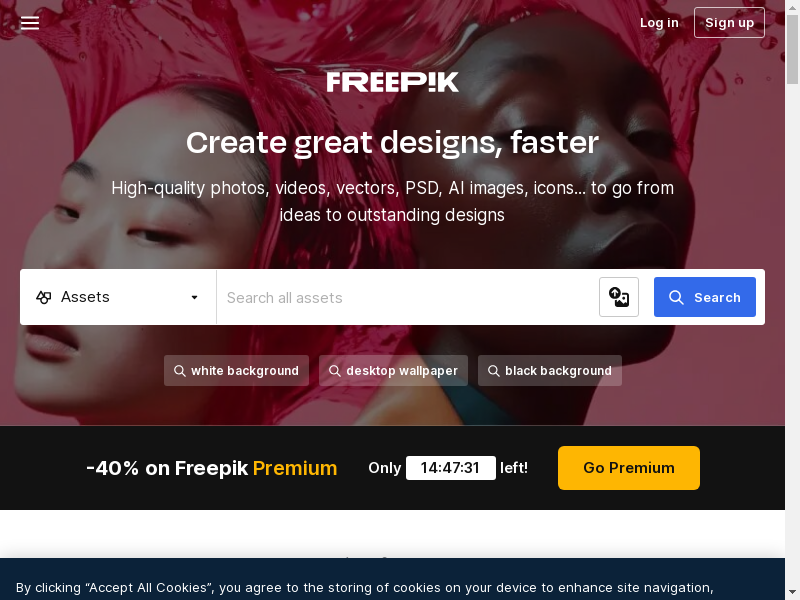 Log in
Sign up
FREEPIK
Create great designs, faster
High-quality photos, videos, vectors, PSD, AI images, icons... to go from
ideas to outstanding designs
Assets
Search all assets
Search
white background
desktop wallpaper
black background
-40% on Freepik Premium
Only 14:47:31 left!
Go Premium
By clicking “Accept All Cookies”, you agree to the storing of cookies on your device to enhance site navigation,